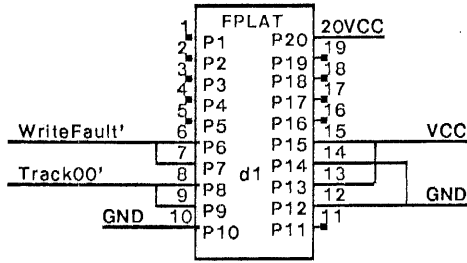 FPLAT
1 P1 P20 20 VCC
2 P2 P19 19
3 P3 P18 18
4 P4 P17 17
5 P5 P16 16
WriteFault' 6 P6 P15 15 VCC
7 P7 P14 14
Track00' 8 P8 d1 P13 13
9 P9 P12 12 GND
GND 10 P10 P11 11